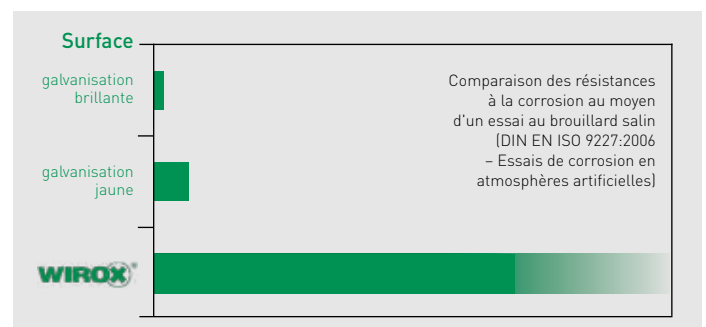 Surface
galvanisation
brillante
Comparaison des résistances
à la corrosion au moyen
d'un essai au brouillard salin
(DIN EN ISO 9227:2006
– Essais de corrosion en
atmosphères artificielles)
galvanisation
jaune
WIROX®